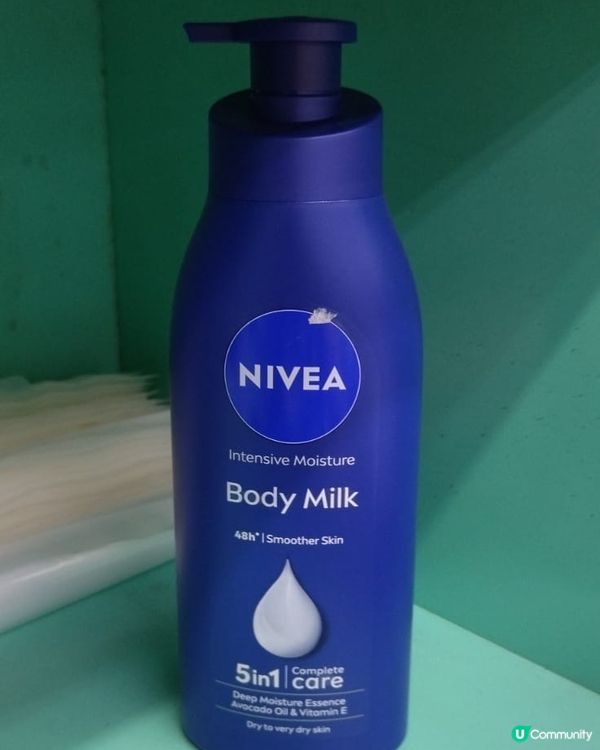 NIVEA
Intensive Moisture
Body Milk
48h* | Smoother Skin
5in1 | Complete care
Deep Moisture Essence
Avocado Oil & Vitamin E
Dry to very dry skin
U Community